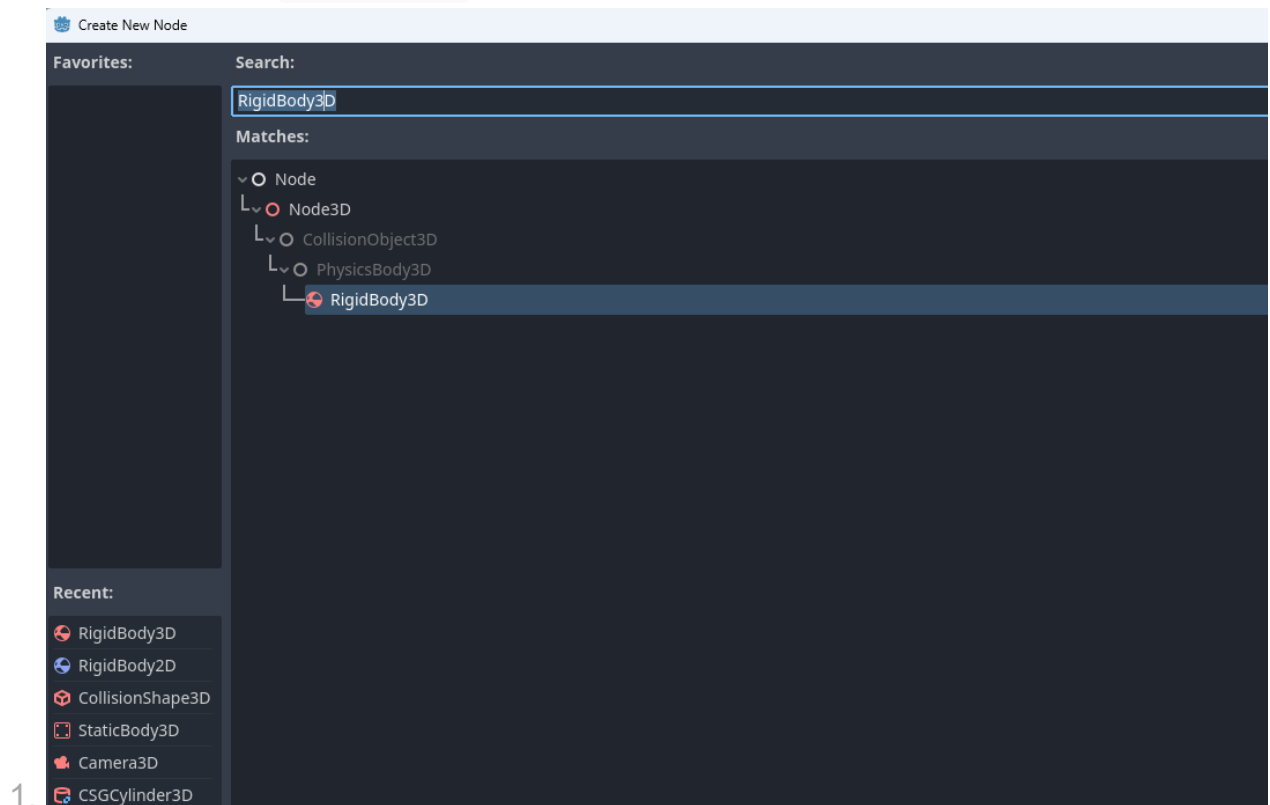 Create New Node
Favorites:
Search:
RigidBody3D
Matches:
Node
Node3D
CollisionObject3D
PhysicsBody3D
RigidBody3D
Recent:
RigidBody3D
RigidBody2D
CollisionShape3D
StaticBody3D
Camera3D
CSGCylinder3D
1.